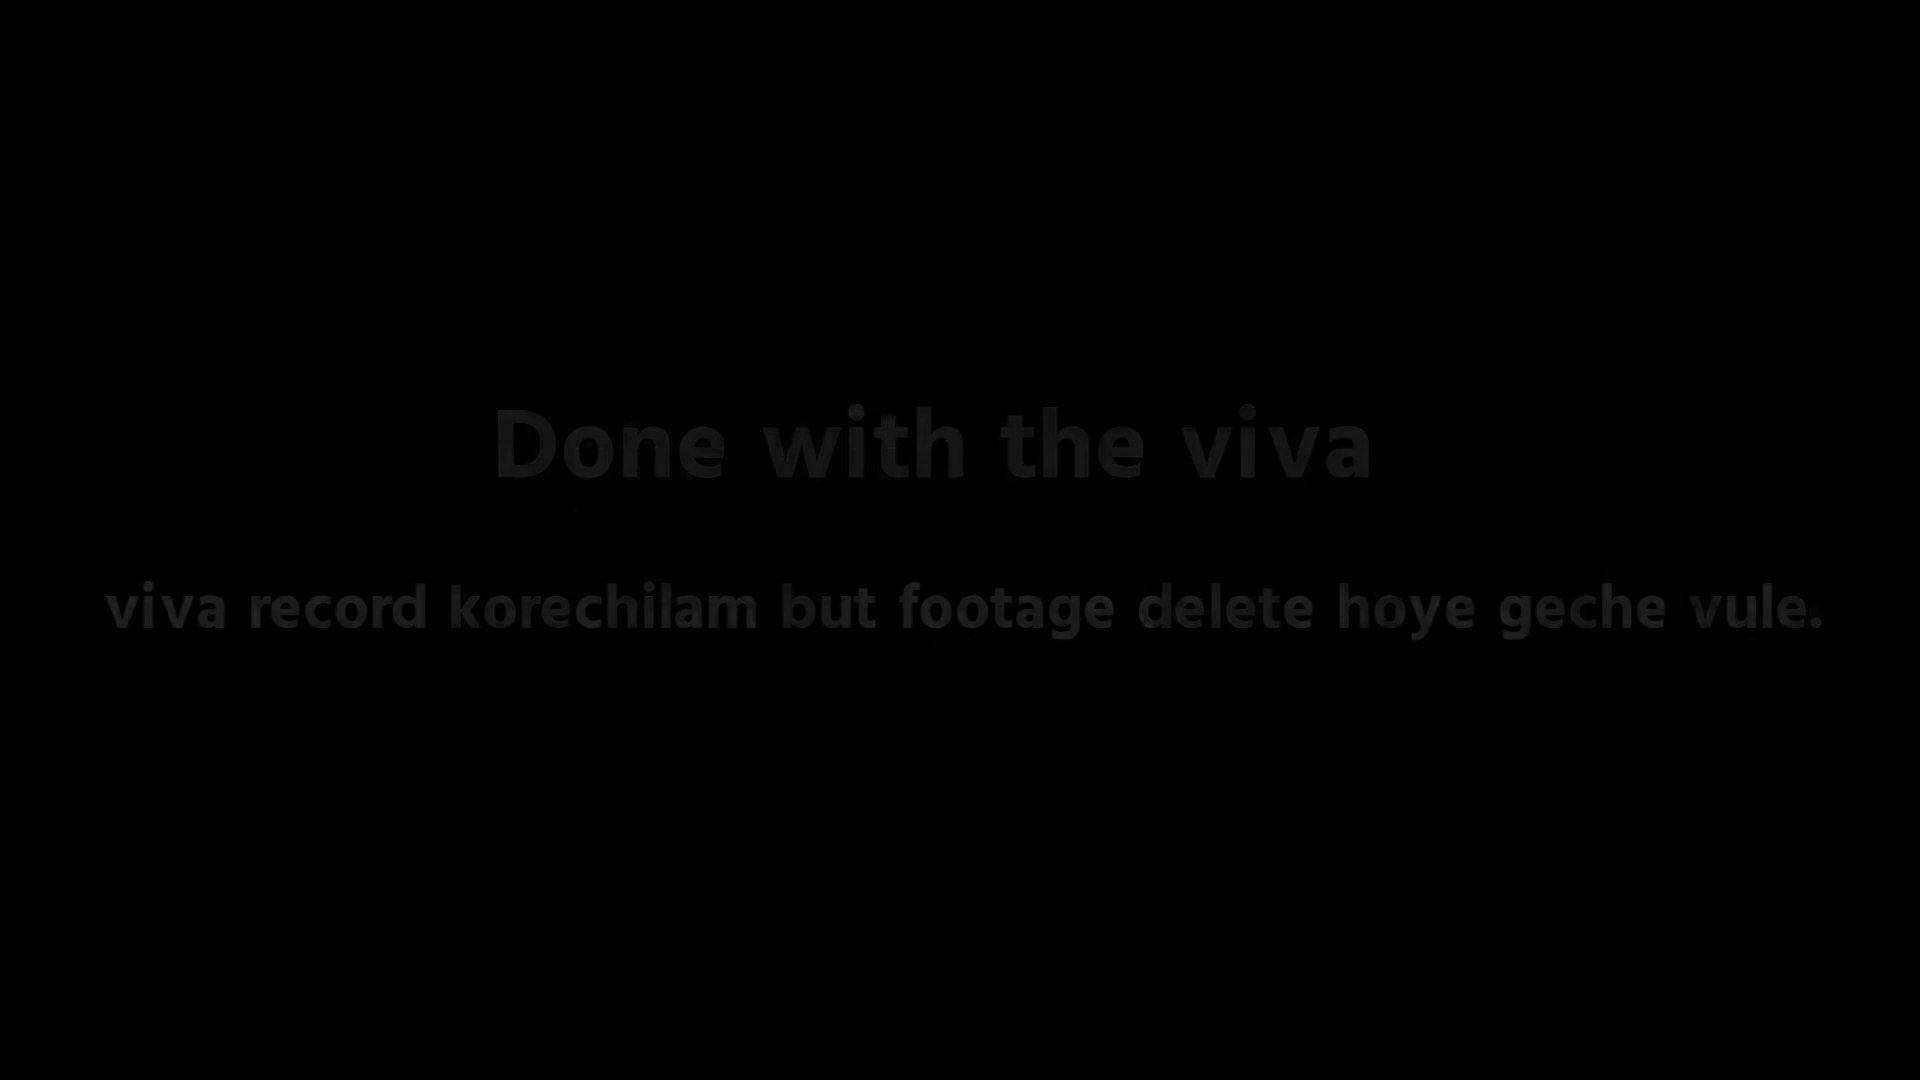 Done with the viva
viva record korechilam but footage delete hoye geche vule.